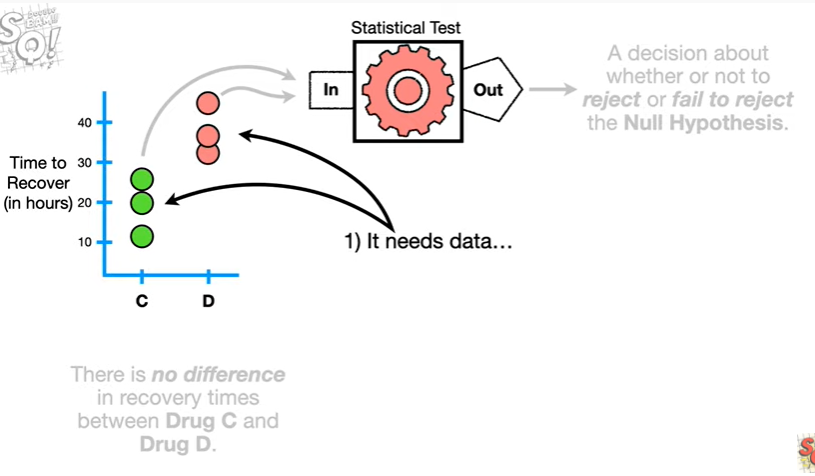 STATQUEST BAM!!
SQ!
Statistical Test
In
Out
A decision about
whether or not to
reject or fail to reject
the Null Hypothesis.
40
30
20
10
Time to
Recover
(in hours)
1) It needs data…
C
D
There is no difference
in recovery times
between Drug C and
Drug D.